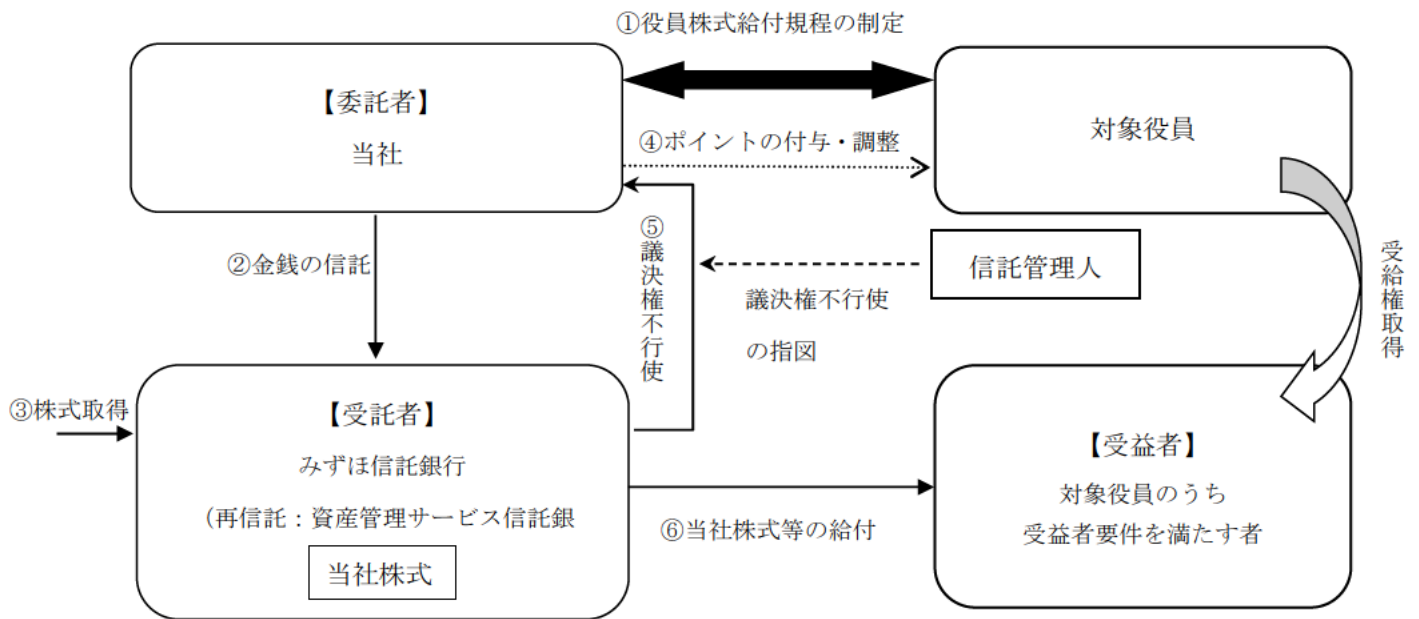 ①役員株式給付規程の制定
【委託者】
当社
対象役員
④ポイントの付与・調整
②金銭の信託
⑤議決権不行使
議決権不行使
の指図
信託管理人
受給権取得
③株式取得
【受託者】
みずほ信託銀行
(再信託:資産管理サービス信託銀
当社株式
⑥当社株式等の給付
【受益者】
対象役員のうち
受益者要件を満たす者